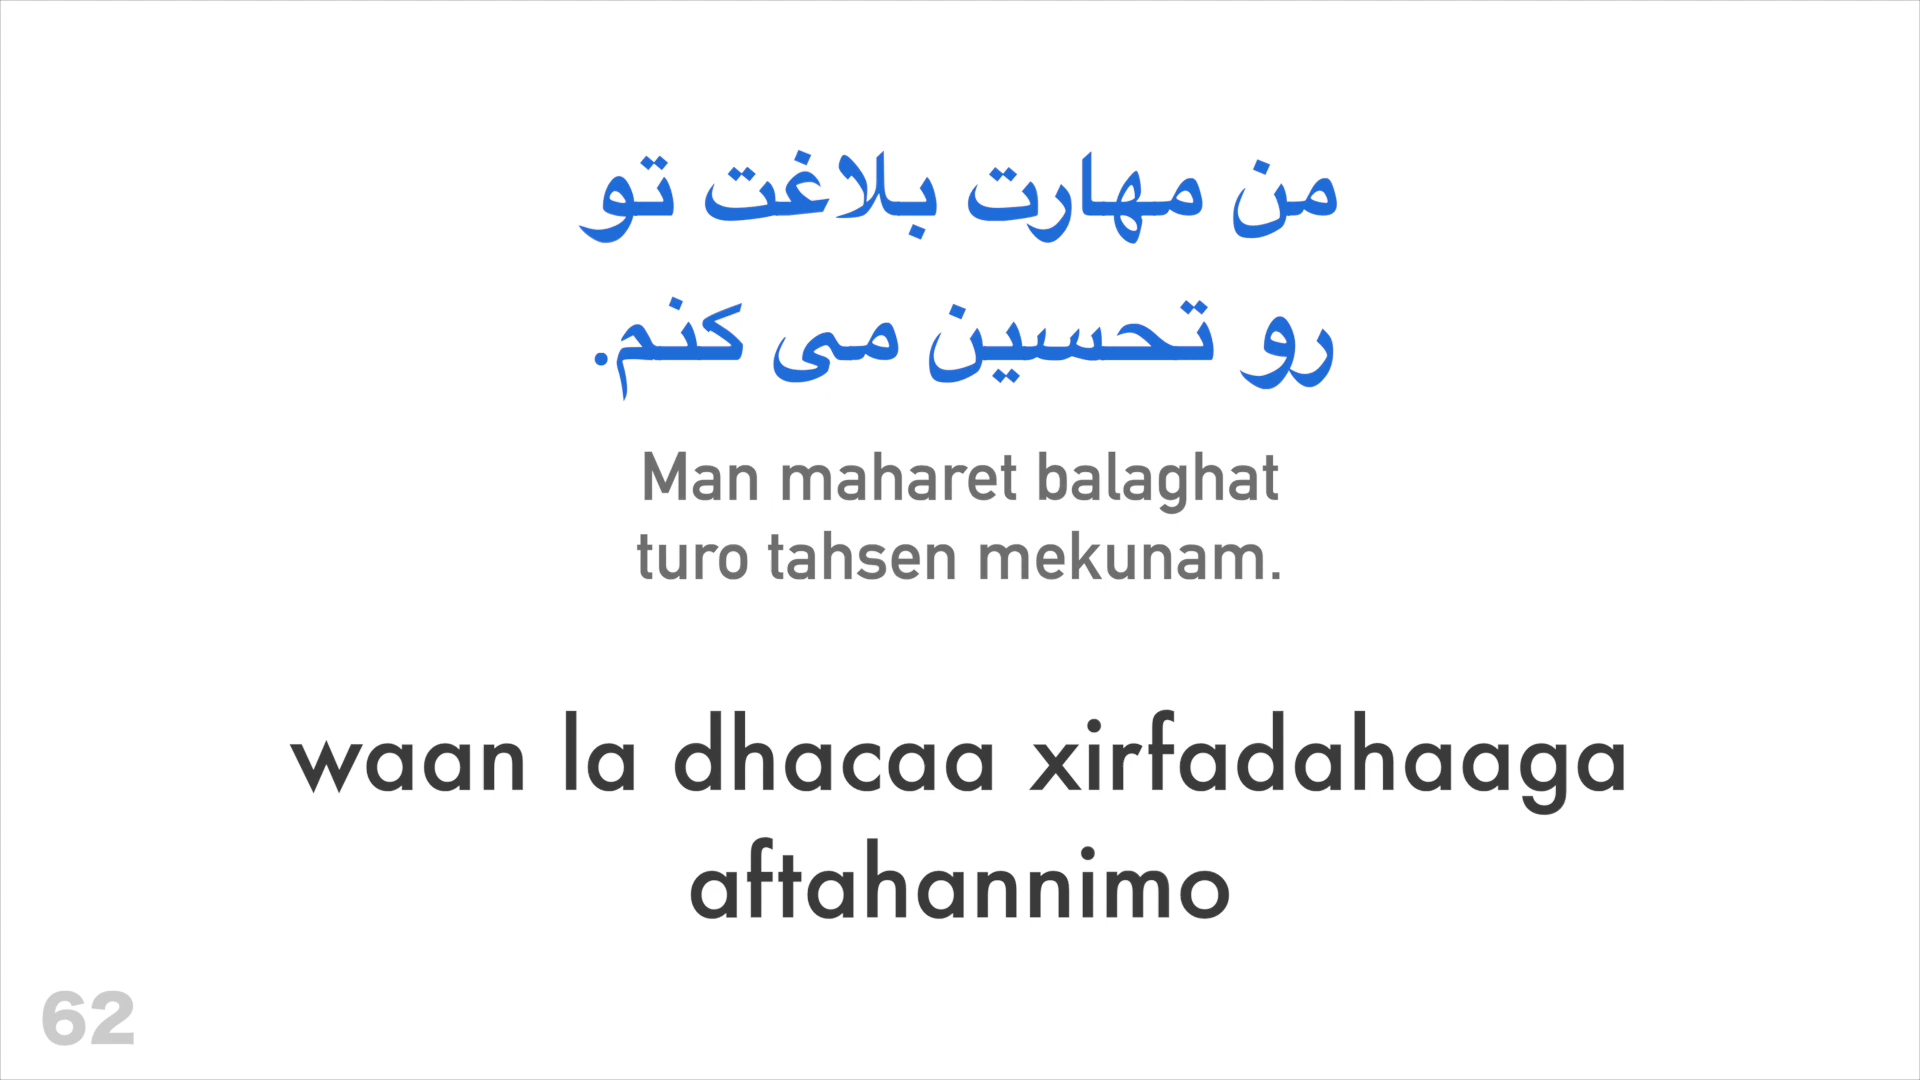 من مهارت بلاغت تو
رو تحسین می کنم.
Man maharet balaghat
turo tahsen mekunam.
waan la dhacaa xirfadahaaga
aftahannimo
62